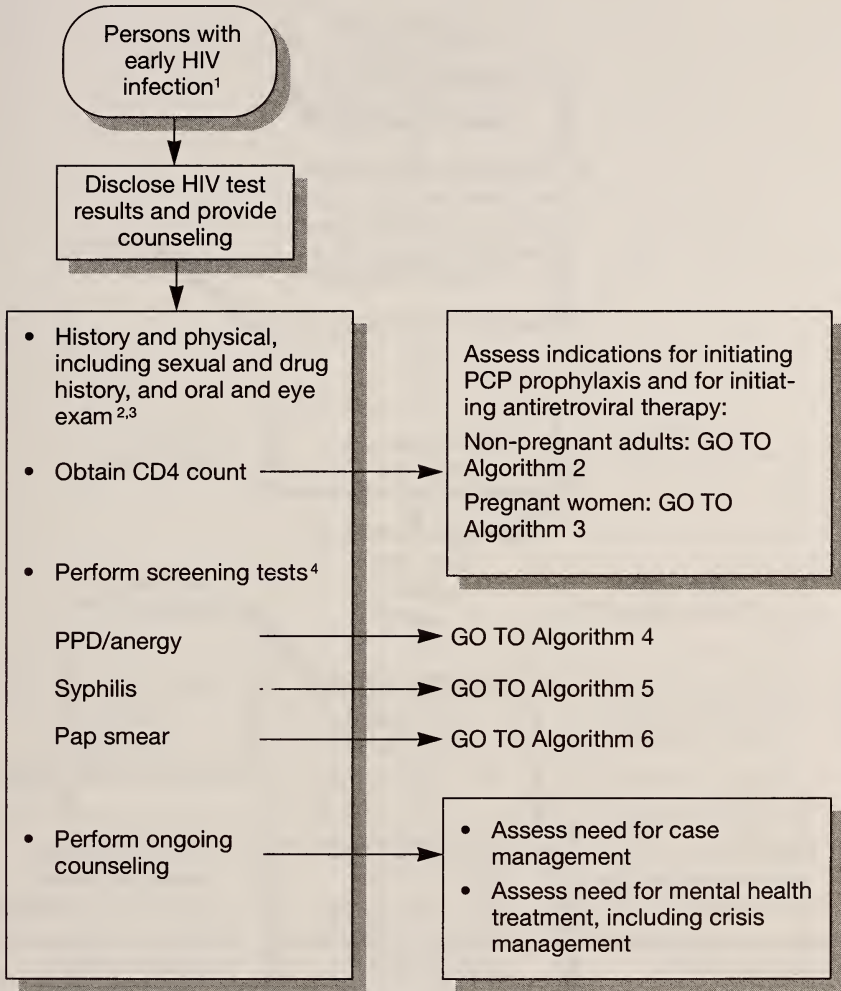 Persons with
early HIV
infection¹
Disclose HIV test
results and provide
counseling
• History and physical,
including sexual and drug
history, and oral and eye
exam ²,³
• Obtain CD4 count
Assess indications for initiating
PCP prophylaxis and for initiat-
ing antiretroviral therapy:
Non-pregnant adults: GO TO
Algorithm 2
Pregnant women: GO TO
Algorithm 3
• Perform screening tests⁴
PPD/anergy
GO TO Algorithm 4
Syphilis
GO TO Algorithm 5
Pap smear
GO TO Algorithm 6
• Perform ongoing
counseling
• Assess need for case
management
• Assess need for mental health
treatment, including crisis
management